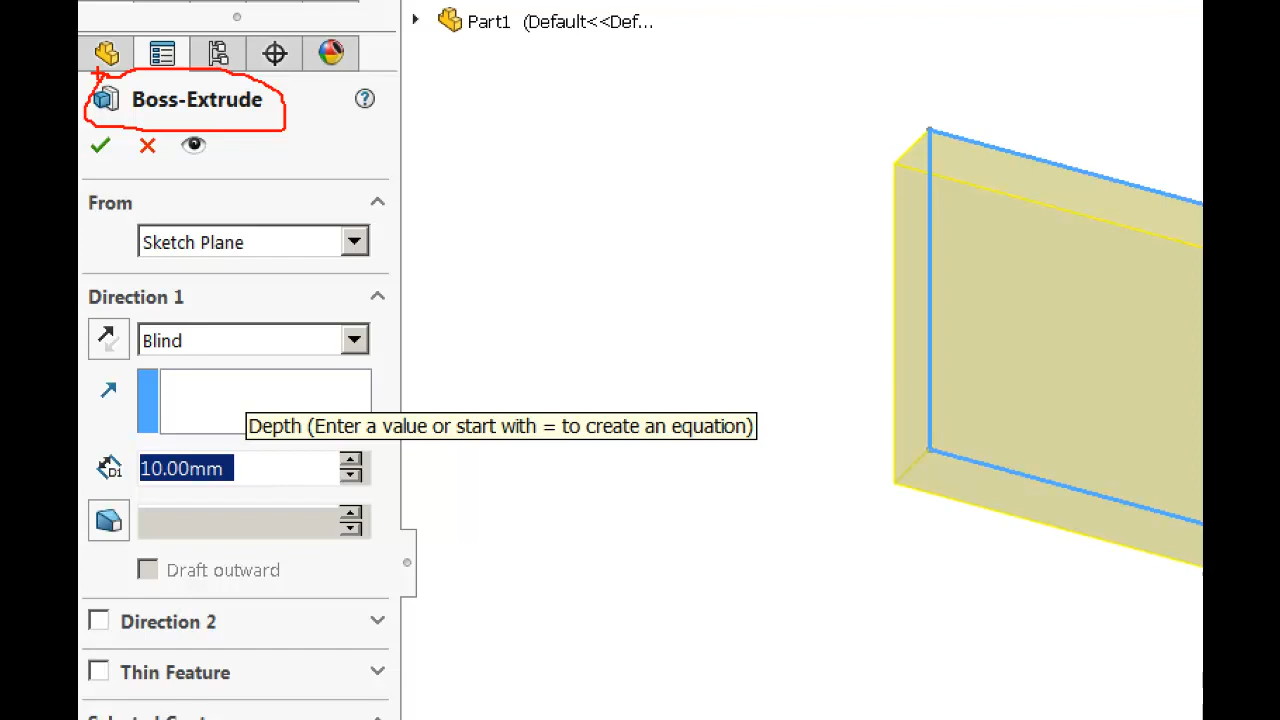 Part1 (Default<<Def...
Boss-Extrude
From
Sketch Plane
Direction 1
Blind
Depth (Enter a value or start with = to create an equation)
D1
10.00mm
Draft outward
Direction 2
Thin Feature